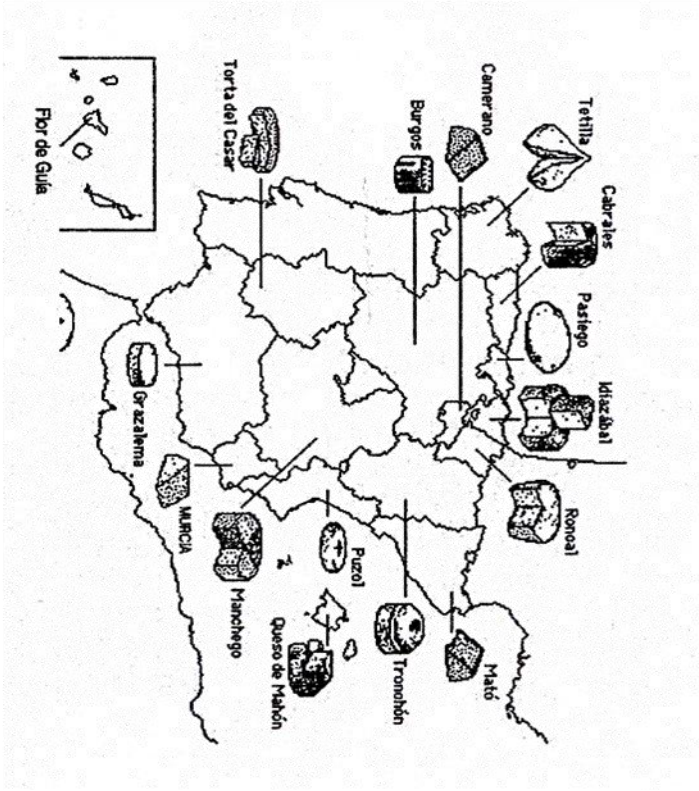 Tetilla
Cabrales
Pasiego
Idiazábal
Roncal
Camerano
Mató
Burgos
Tronchón
Puzol
Torta del Casar
Queso de Mahón
Manchego
MURCIA
Grazalema
Flor de Guía